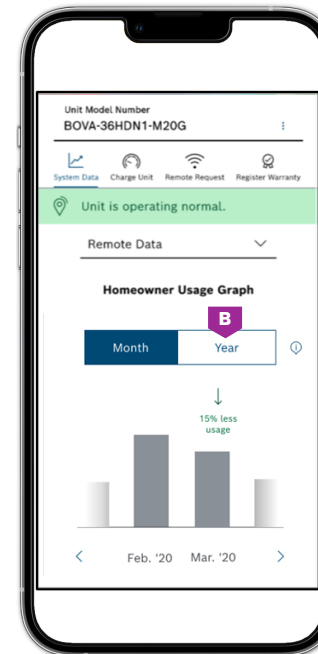 Unit Model Number
BOVA-36HDN1-M20G
System Data Charge Unit Remote Request Register Warranty
Unit is operating normal.
Remote Data
Homeowner Usage Graph
B
Month Year
15% less
usage
Feb. '20 Mar. '20